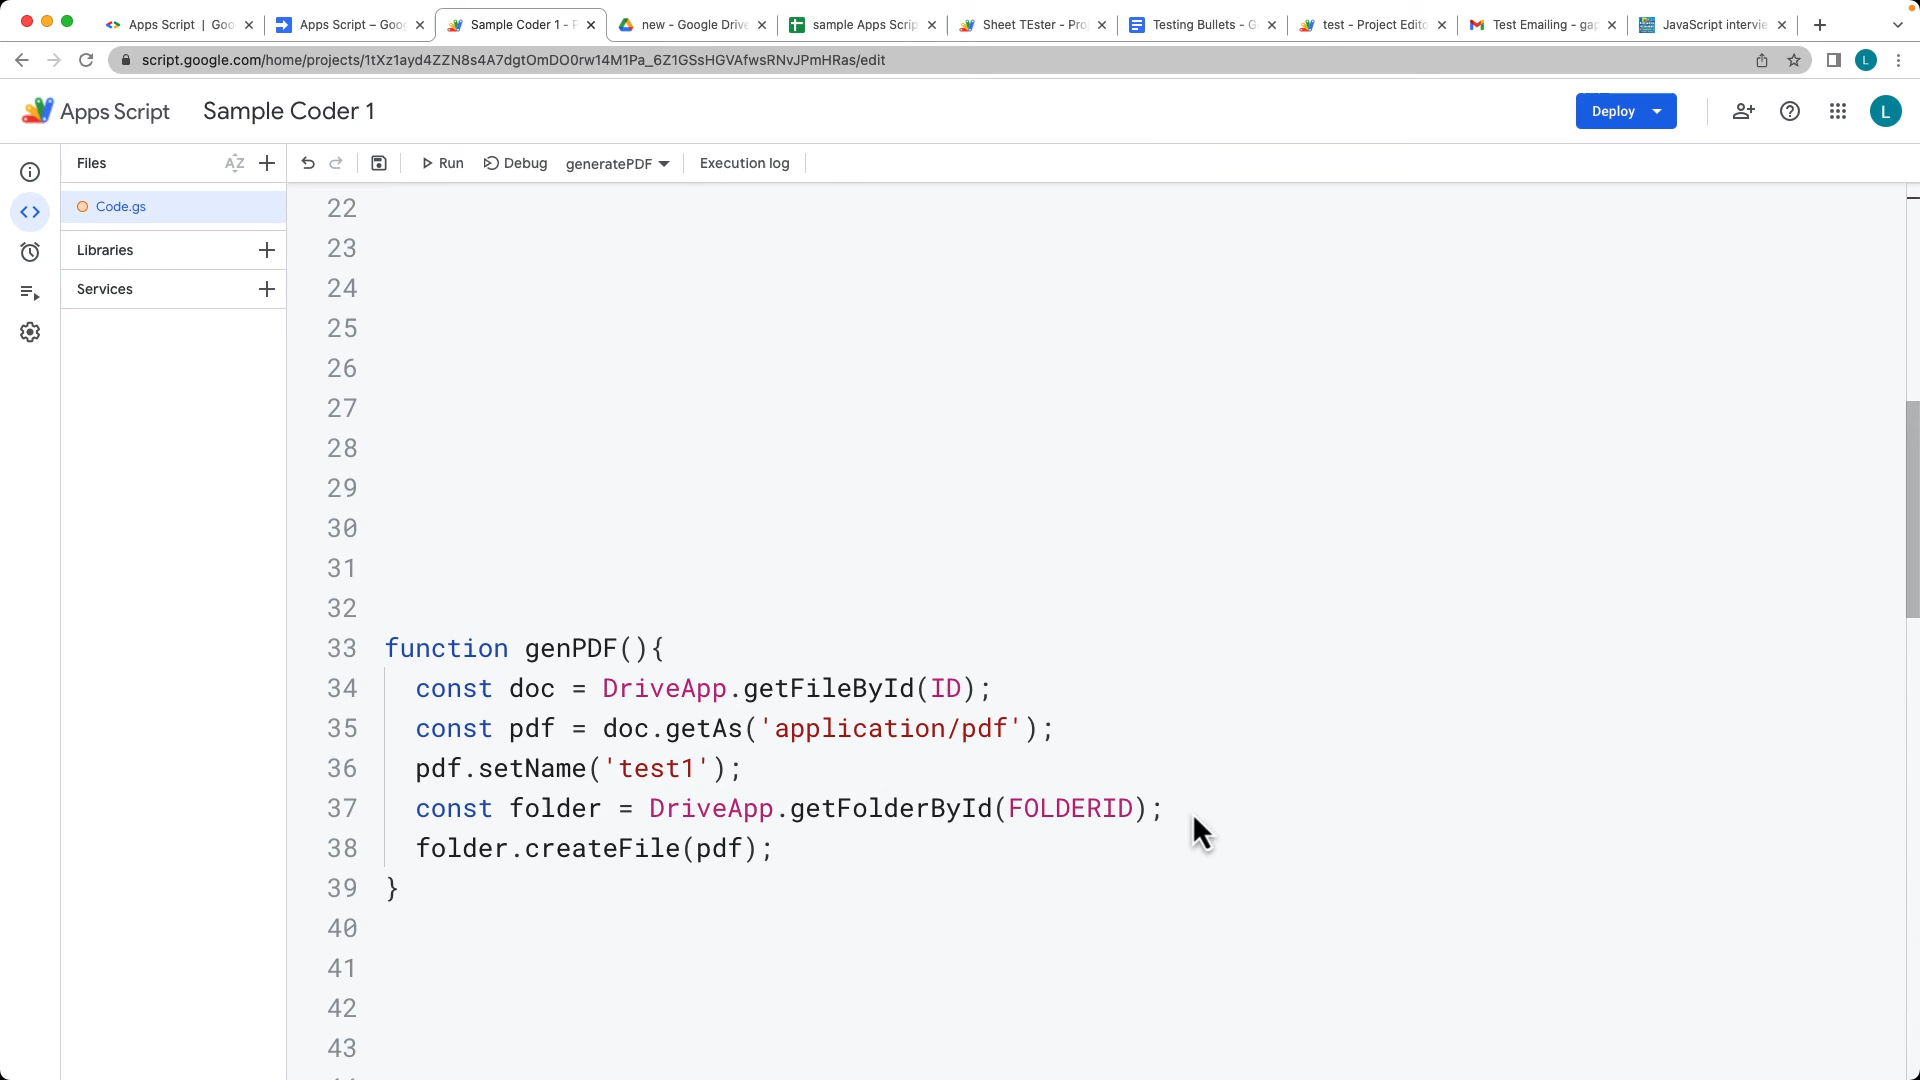 Apps Script | Goo
Apps Script – Goog
Sample Coder 1 - P
new - Google Drive
sample Apps Scrip
Sheet TEster - Proj
Testing Bullets - G
test - Project Edito
Test Emailing - gap
JavaScript intervie
script.google.com/home/projects/1tXz1ayd4ZZN8s4A7dgtOmDO0rw14M1Pa_6Z1GSsHGVAfwsRNvJPmHRas/edit
L
Apps Script
Sample Coder 1
Deploy
L
Files
AZ
Run
Debug
generatePDF
Execution log
Code.gs
Libraries
Services
22
23
24
25
26
27
28
29
30
31
32
33 function genPDF(){
34 const doc = DriveApp.getFileById(ID);
35 const pdf = doc.getAs('application/pdf');
36 pdf.setName('test1');
37 const folder = DriveApp.getFolderById(FOLDERID);
38 folder.createFile(pdf);
39 }
40
41
42
43